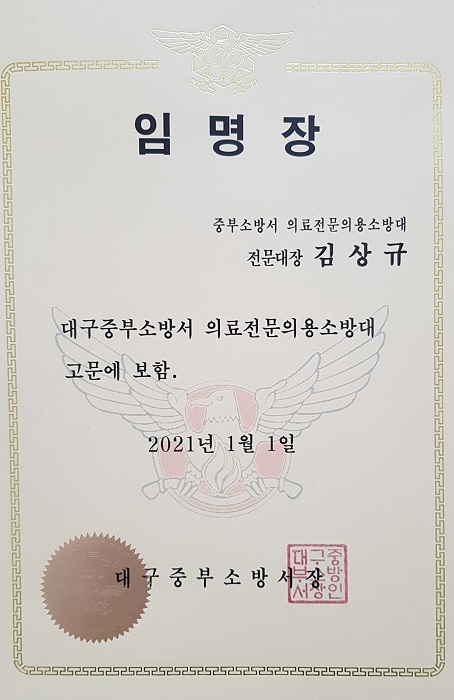 임 명 장
중부소방서 의료전문의용소방대
전문대장 김 상 규
대구중부소방서 의료전문의용소방대
고문에 보함.
2021년 1월 1일
대 구 중 부 소 방 서 장
대구중
부소방
서장인